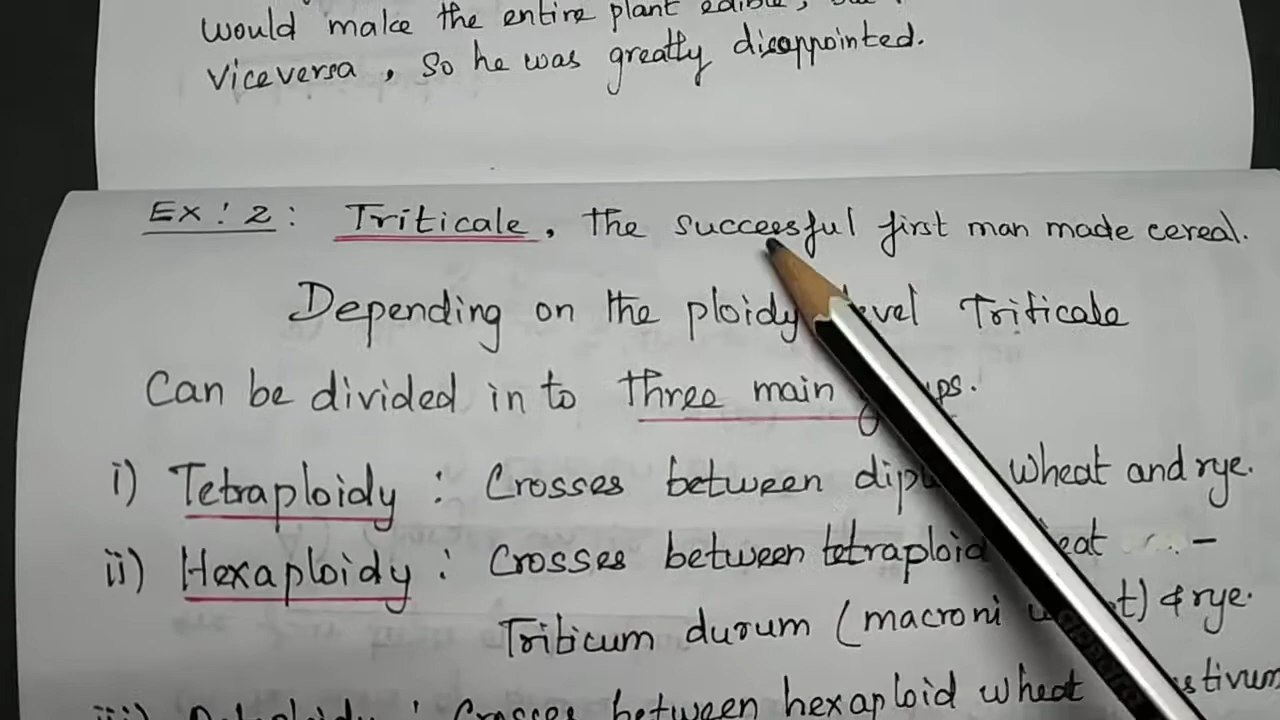 would make the entire plant edible,
viceversa, So he was greatly disappointed.
Ex: 2: Triticale, the successful first man made cereal.
Depending on the ploidy level Triticale
Can be divided in to three main
i) Tetraploidy: Crosses between wheat and rye.
ii) Hexaploidy: Crosses between tetraploid -
Triticum durum (macroni & rye.
Crosses between hexaploid wheat